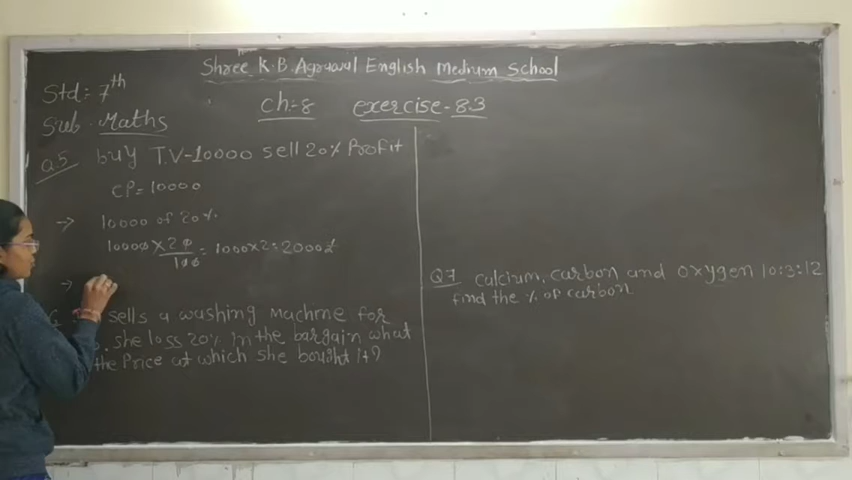 Shree K.B. Agrawal English Medium School
Std:- 7th
Sub - Maths
Ch:-8 exercise - 8.3
Q.5 buy T.V-10000 sell 20% Profit
CP = 10000
→ 10000 of 20%
10000 × 20/100 = 1000×2 = 2000
→
sells a washing Machine for
she loss 20% in the bargain what
the Price at which she bought it?
Q7 Calcium, carbon and oxygen 10:3:12
find the % of carbon